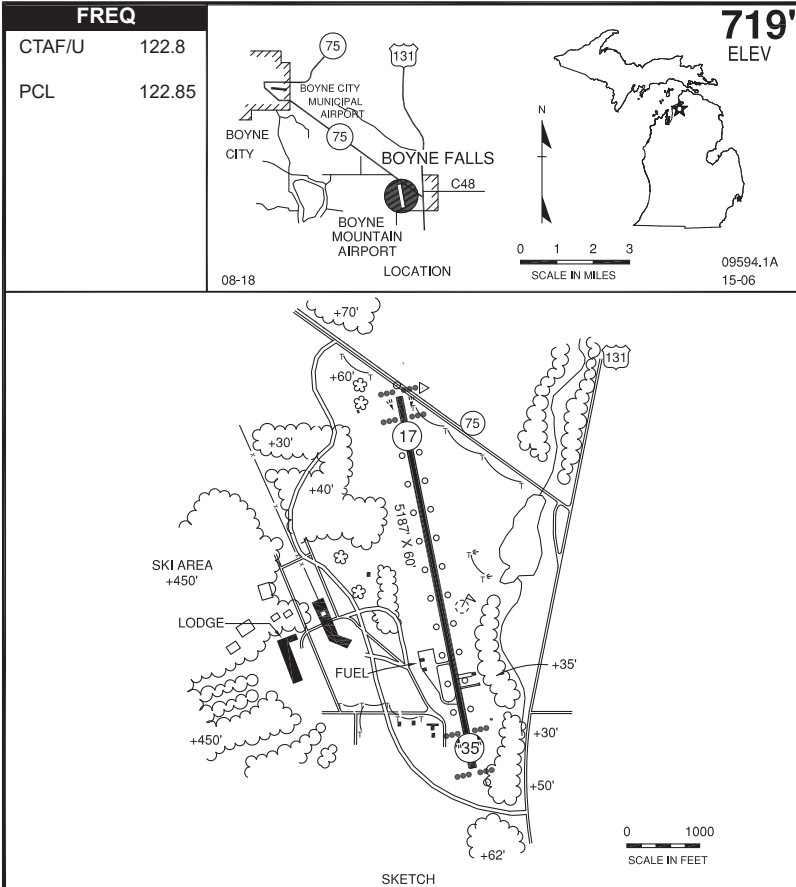 FREQ
CTAF/U 122.8
PCL 122.85
719'
ELEV
75
131
BOYNE CITY
MUNICIPAL
AIRPORT
BOYNE
CITY
75
BOYNE FALLS
C48
BOYNE
MOUNTAIN
AIRPORT
LOCATION
08-18
N
0 1 2 3
SCALE IN MILES
09594.1A
15-06
+70'
+60'
131
75
17
+30'
+40'
5187' X 60'
SKI AREA
+450'
LODGE
FUEL
+35'
+450'
+30'
"35"
+50'
+62'
0 1000
SCALE IN FEET
SKETCH